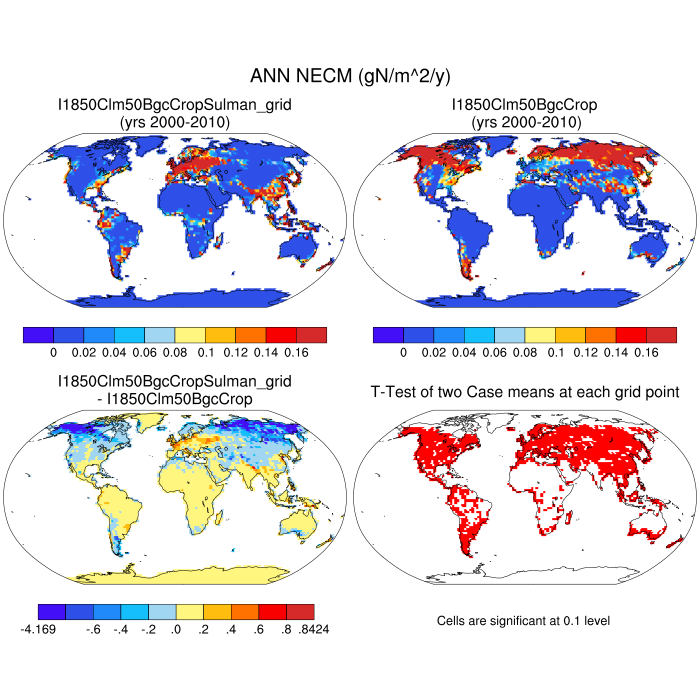 ANN NECM (gN/m^2/y)
I1850Clm50BgcCropSulman_grid
(yrs 2000-2010)
I1850Clm50BgcCrop
(yrs 2000-2010)
0 0.02 0.04 0.06 0.08 0.1 0.12 0.14 0.16
0 0.02 0.04 0.06 0.08 0.1 0.12 0.14 0.16
I1850Clm50BgcCropSulman_grid
- I1850Clm50BgcCrop
T-Test of two Case means at each grid point
-4.169 -.6 -.4 -.2 .0 .2 .4 .6 .8 .8424
Cells are significant at 0.1 level